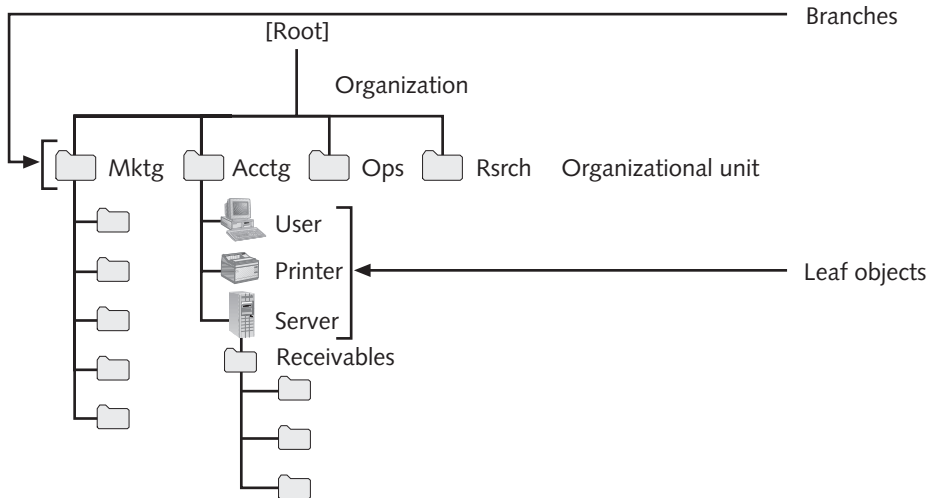 Branches
[Root]
Organization
Mktg
Acctg
Ops
Rsrch
Organizational unit
User
Printer
Leaf objects
Server
Receivables